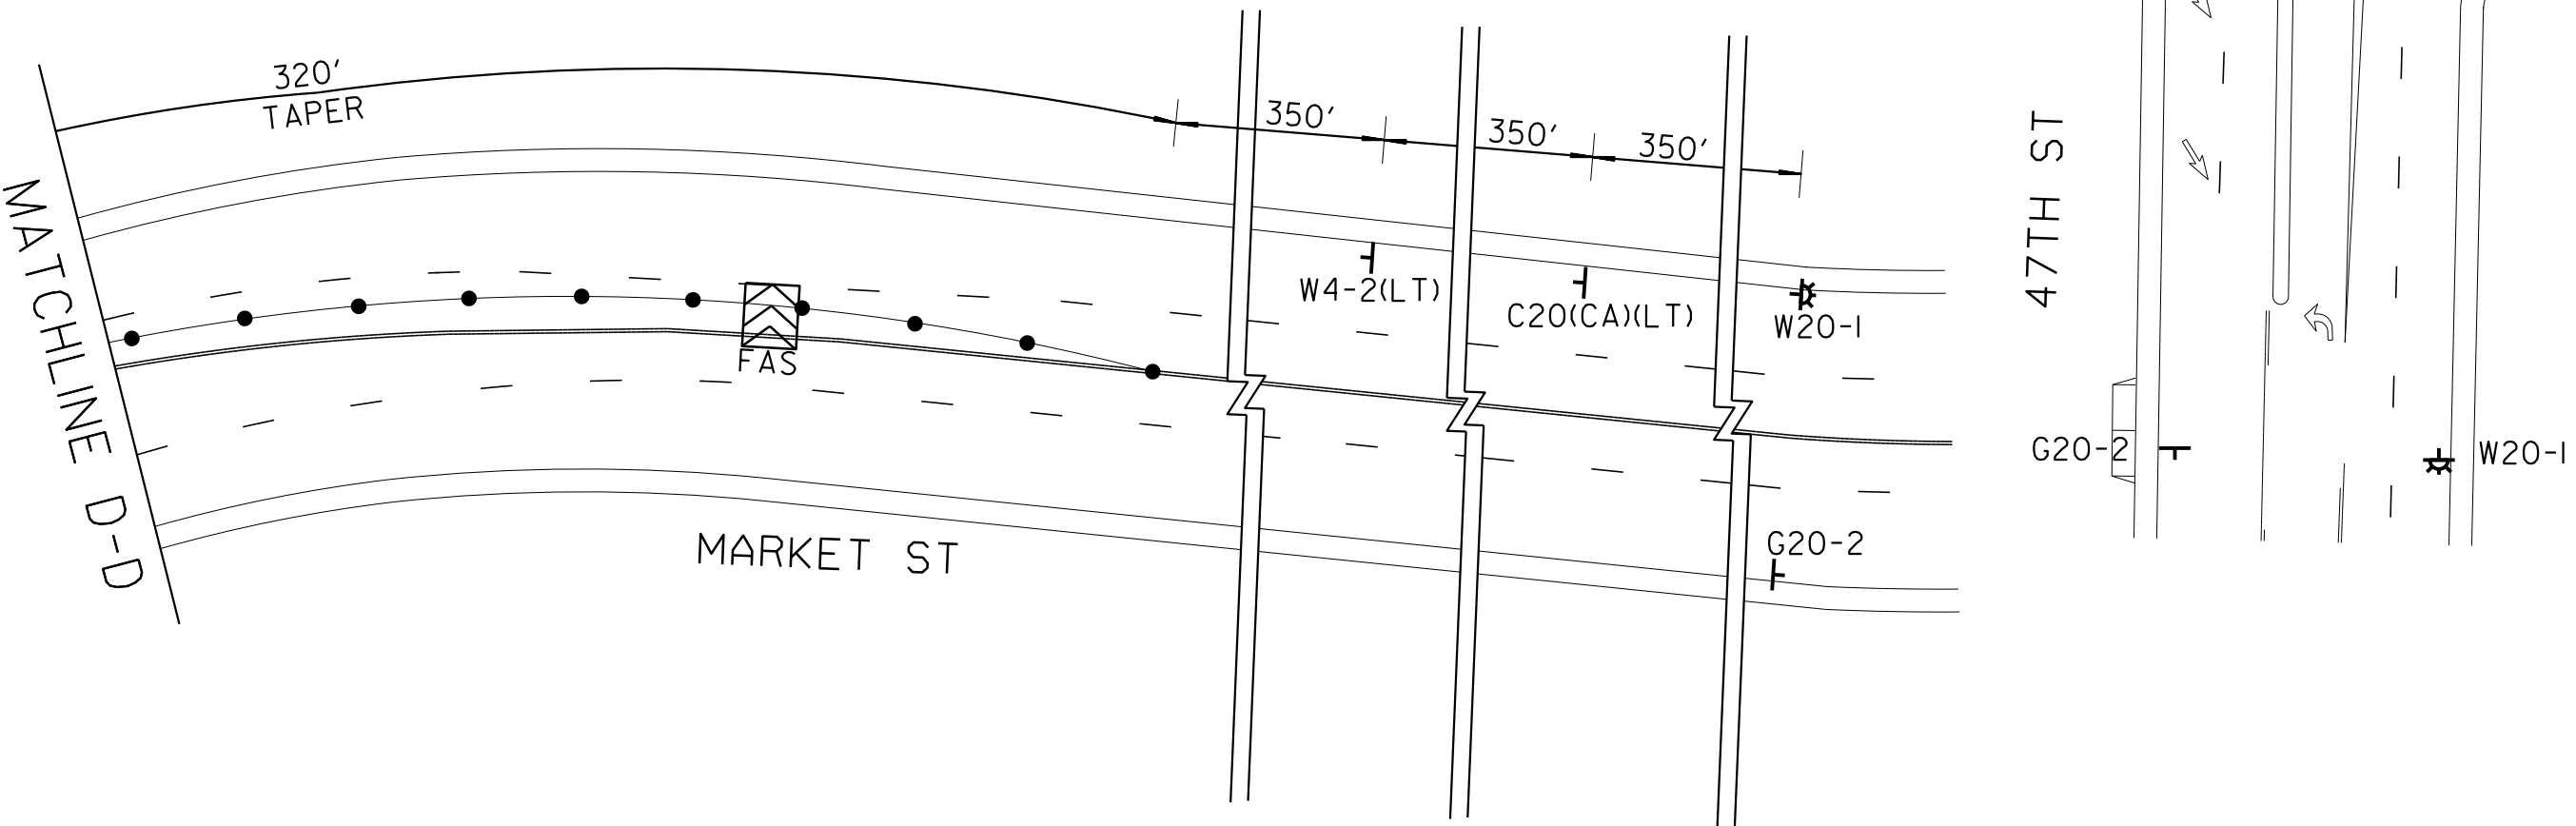 320'
TAPER
350'
350'
350'
MATCHLINE D-D
FAS
W4-2(LT)
C20(CA)(LT)
W20-1
MARKET ST
G20-2
47TH ST
G20-2
W20-1